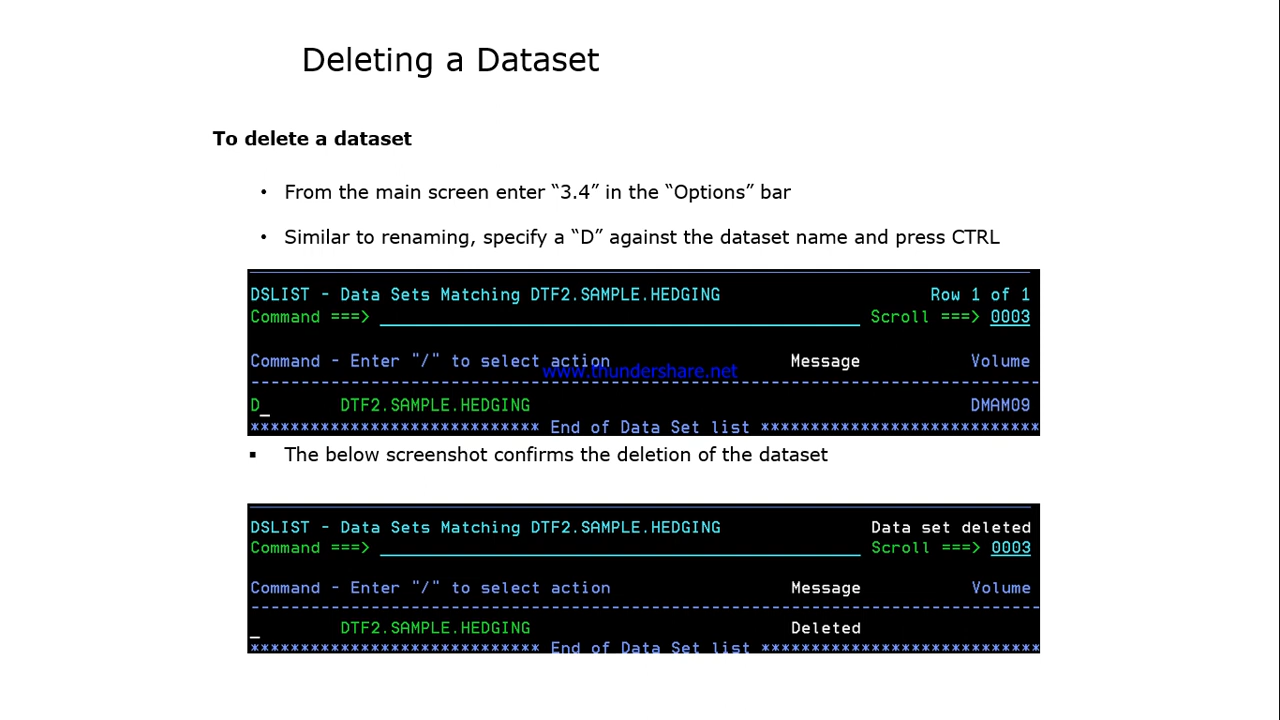 Deleting a Dataset
To delete a dataset
• From the main screen enter “3.4” in the “Options” bar
• Similar to renaming, specify a “D” against the dataset name and press CTRL
DSLIST - Data Sets Matching DTF2.SAMPLE.HEDGING Row 1 of 1
Command ===> Scroll ===> 0003
Command - Enter "/" to select action Message Volume
www.thundershare.net
D_ DTF2.SAMPLE.HEDGING DMAM09
***************************** End of Data Set list ****************************
▪ The below screenshot confirms the deletion of the dataset
DSLIST - Data Sets Matching DTF2.SAMPLE.HEDGING Data set deleted
Command ===> Scroll ===> 0003
Command - Enter "/" to select action Message Volume
_ DTF2.SAMPLE.HEDGING Deleted
***************************** End of Data Set list ****************************